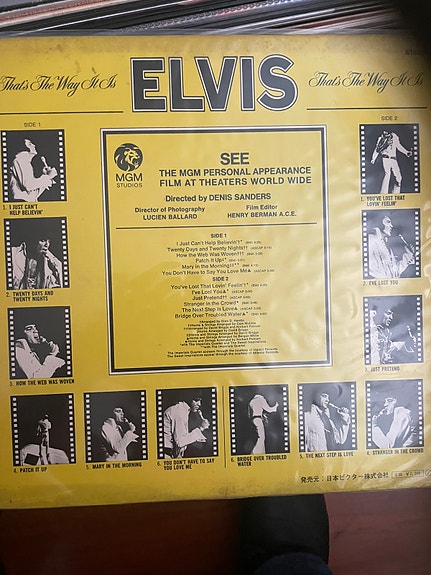 That's The Way It Is
ELVIS
That's The Way It Is
SIDE 1
SIDE 2
MGM
STUDIOS
SEE
THE MGM PERSONAL APPEARANCE
FILM AT THEATERS WORLD WIDE
Directed by DENIS SANDERS
Director of Photography
LUCIEN BALLARD
Film Editor
HENRY BERMAN A.C.E.
SIDE 1
I Just Can't Help Believin'†*
Twenty Days and Twenty Nights††
How the Web Was Woven††
Patch It Up†*
Mary in the Morning††*
You Don't Have to Say You Love Me▲*
SIDE 2
You've Lost That Lovin' Feelin'†*
I've Lost You▲*
Just Pretend††
Stranger in the Crowd†*
The Next Step Is Love▲*
Bridge Over Troubled Water▲*
1. I JUST CAN'T
HELP BELIEVIN'
2. TWENTY DAYS AND
TWENTY NIGHTS
3. HOW THE WEB WAS WOVEN
4. PATCH IT UP
5. MARY IN THE MORNING
6. YOU DON'T HAVE TO SAY
YOU LOVE ME
1. YOU'VE LOST THAT
LOVIN' FEELIN'
2. I'VE LOST YOU
3. JUST PRETEND
4. STRANGER IN THE CROWD
5. THE NEXT STEP IS LOVE
6. BRIDGE OVER TROUBLED
WATER
発売元:日本ビクター株式会社